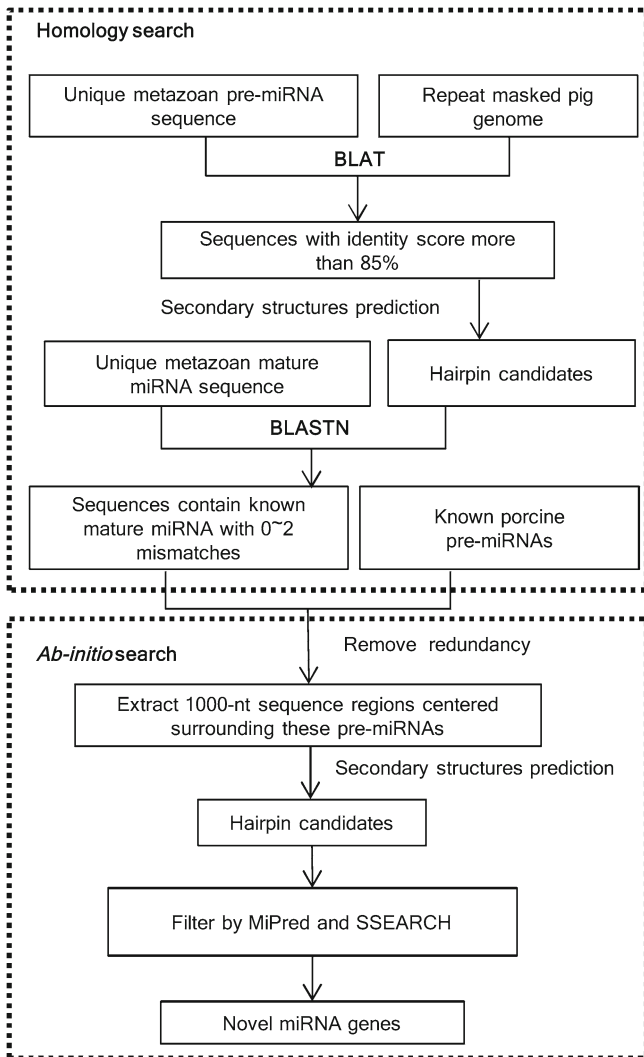 Homology search
Unique metazoan pre-miRNA
sequence
Repeat masked pig
genome
BLAT
Sequences with identity score more
than 85%
Secondary structures prediction
Unique metazoan mature
miRNA sequence
Hairpin candidates
BLASTN
Sequences contain known
mature miRNA with 0~2
mismatches
Known porcine
pre-miRNAs
Remove redundancy
Ab-initio search
Extract 1000-nt sequence regions centered
surrounding these pre-miRNAs
Secondary structures prediction
Hairpin candidates
Filter by MiPred and SSEARCH
Novel miRNA genes